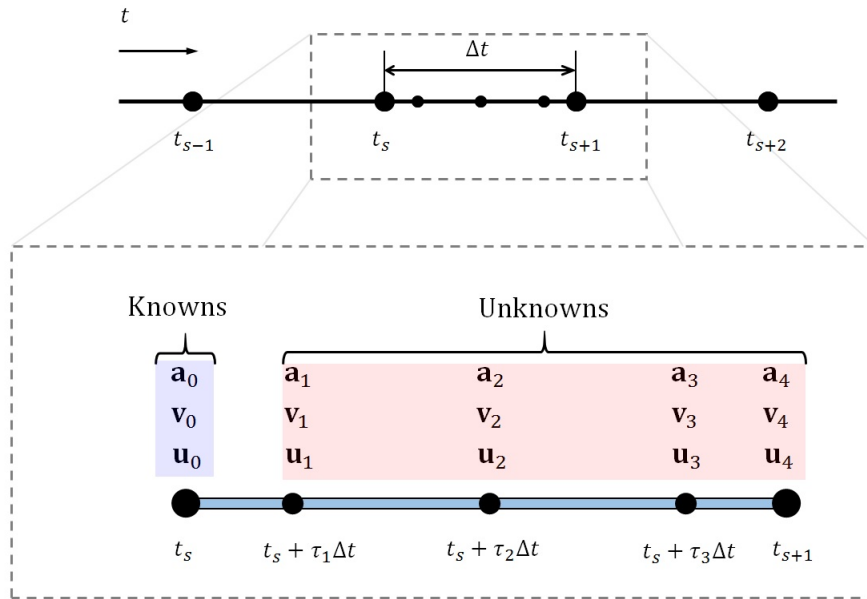 t
Δt
t_{s−1} t_s t_{s+1} t_{s+2}
Knowns Unknowns
a_0 a_1 a_2 a_3 a_4
v_0 v_1 v_2 v_3 v_4
u_0 u_1 u_2 u_3 u_4
t_s t_s + τ_1Δt t_s + τ_2Δt t_s + τ_3Δt t_{s+1}